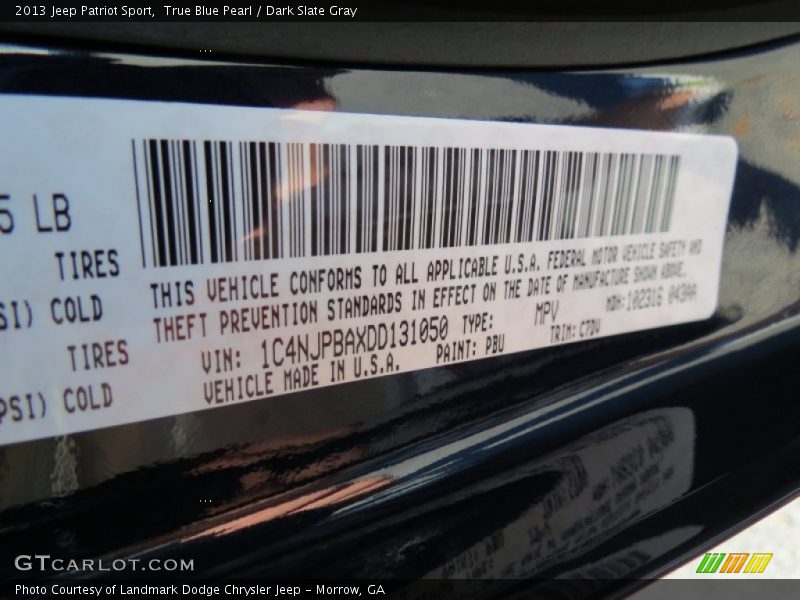 2013 Jeep Patriot Sport, True Blue Pearl / Dark Slate Gray
5 LB
TIRES
SI) COLD
TIRES
PSI) COLD
THIS VEHICLE CONFORMS TO ALL APPLICABLE U.S.A. FEDERAL MOTOR VEHICLE SAFETY AND
THEFT PREVENTION STANDARDS IN EFFECT ON THE DATE OF MANUFACTURE SHOWN ABOVE.
VIN: 1C4NJPBAXDD131050 TYPE: MPV MDH: 102316 043AA
VEHICLE MADE IN U.S.A. PAINT: PBU TRIM: C7DV
GTCARLOT.COM
Photo Courtesy of Landmark Dodge Chrysler Jeep – Morrow, GA